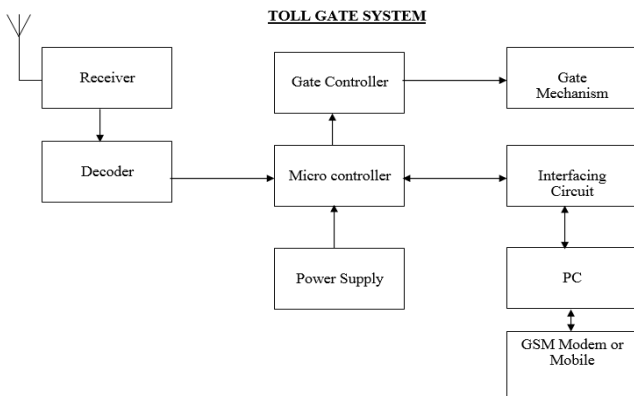 TOLL GATE SYSTEM
Receiver
Gate Controller
Gate
Mechanism
Decoder
Micro controller
Interfacing
Circuit
Power Supply
PC
GSM Modem or
Mobile